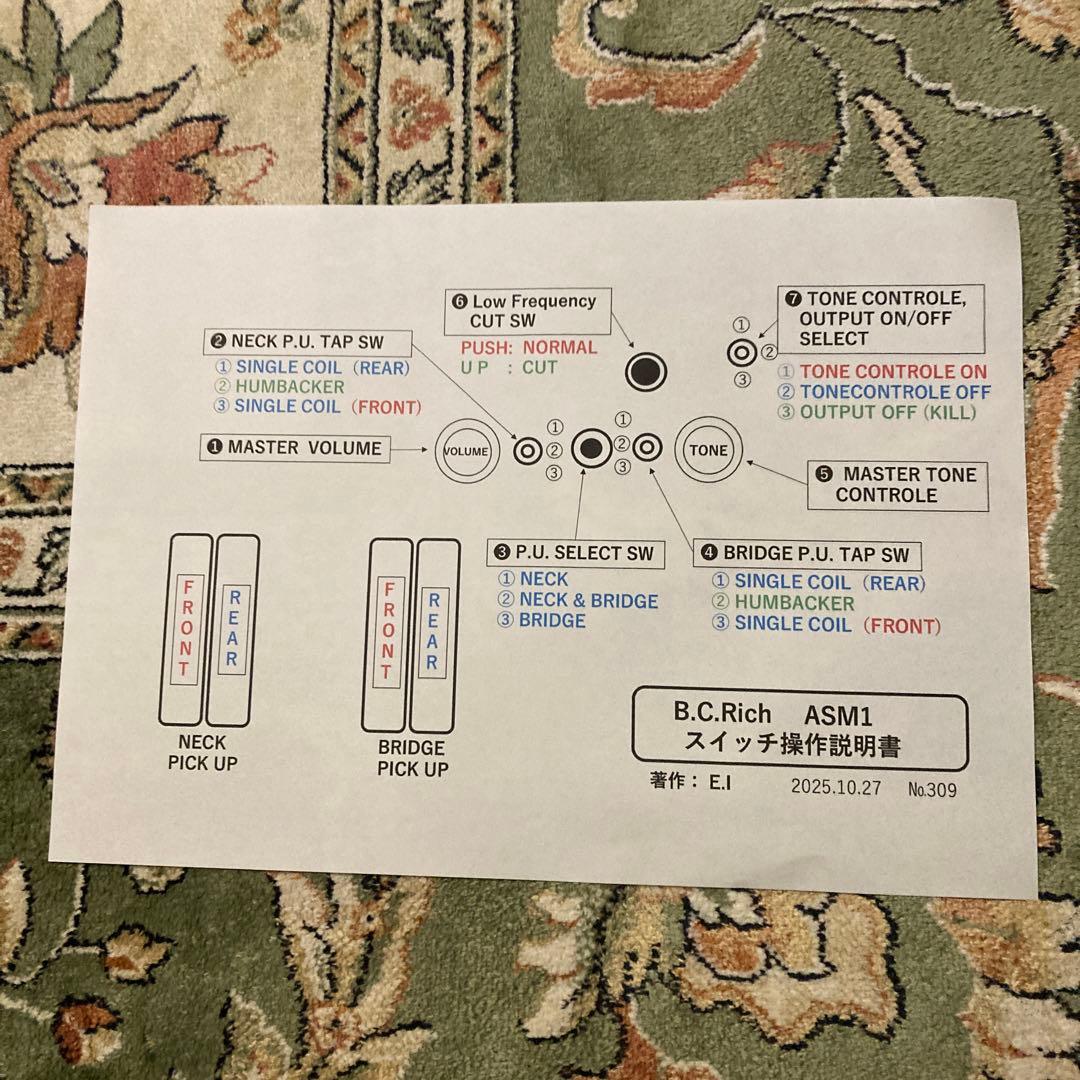 ❻ Low Frequency
CUT SW
PUSH: NORMAL
UP : CUT
❼ TONE CONTROLE,
OUTPUT ON/OFF
SELECT
①
②
③
① TONE CONTROLE ON
② TONECONTROLE OFF
③ OUTPUT OFF (KILL)
❷ NECK P.U. TAP SW
① SINGLE COIL (REAR)
② HUMBACKER
③ SINGLE COIL (FRONT)
❶ MASTER VOLUME
VOLUME
①
②
③
①
②
③
TONE
❺ MASTER TONE
CONTROLE
❸ P.U. SELECT SW
① NECK
② NECK & BRIDGE
③ BRIDGE
❹ BRIDGE P.U. TAP SW
① SINGLE COIL (REAR)
② HUMBACKER
③ SINGLE COIL (FRONT)
FRONT
REAR
NECK
PICK UP
FRONT
REAR
BRIDGE
PICK UP
B.C.Rich ASM1
スイッチ操作説明書
著作： E.I 2025.10.27 №309